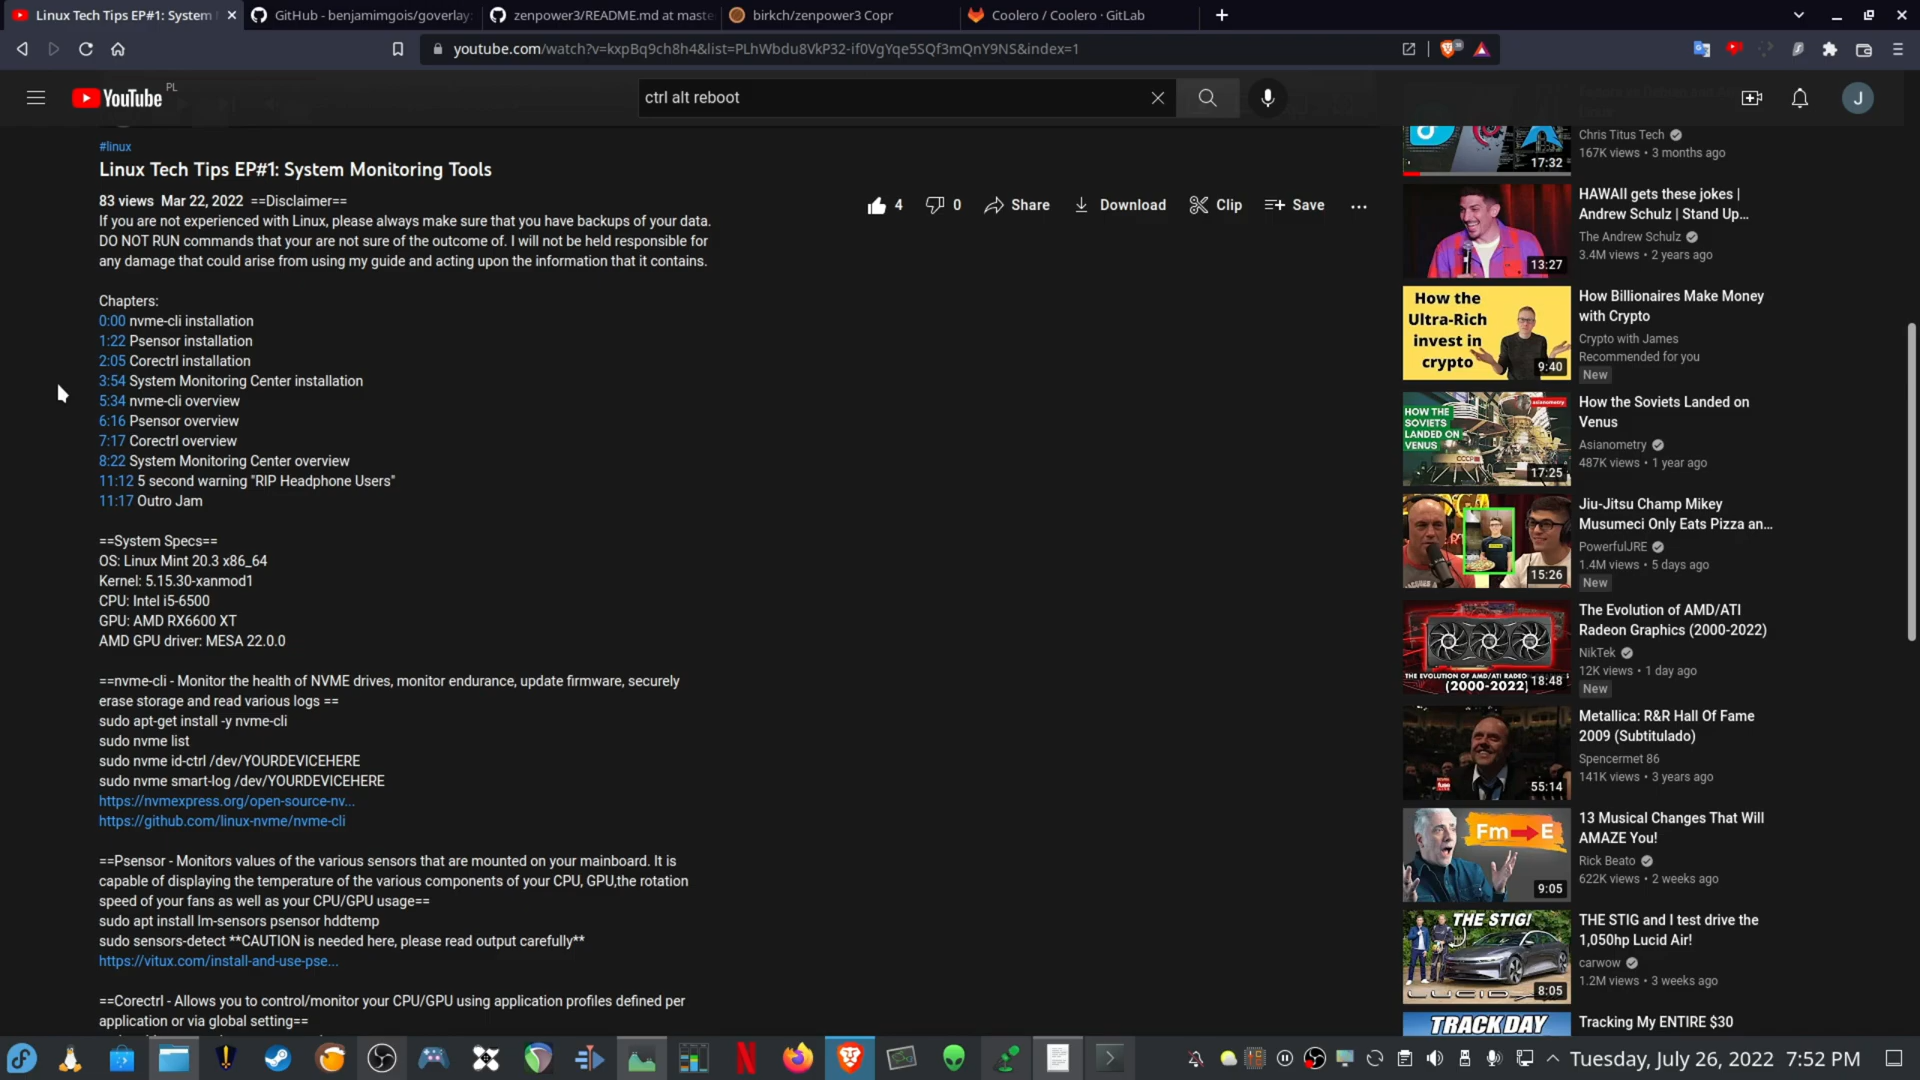 Linux Tech Tips EP#1: System
GitHub - benjamimgois/goverlay:
zenpower3/README.md at maste
birkch/zenpower3 Copr
Coolero / Coolero · GitLab
youtube.com/watch?v=kxpBq9ch8h4&list=PLhWbdu8VkP32-if0VgYqe5SQf3mQnY9NS&index=1
YouTube PL
ctrl alt reboot
J
#linux
Linux Tech Tips EP#1: System Monitoring Tools
83 views Mar 22, 2022 ==Disclaimer==
If you are not experienced with Linux, please always make sure that you have backups of your data.
DO NOT RUN commands that your are not sure of the outcome of. I will not be held responsible for
any damage that could arise from using my guide and acting upon the information that it contains.
4
0
Share
Download
Clip
Save
Chapters:
0:00 nvme-cli installation
1:22 Psensor installation
2:05 Corectrl installation
3:54 System Monitoring Center installation
5:34 nvme-cli overview
6:16 Psensor overview
7:17 Corectrl overview
8:22 System Monitoring Center overview
11:12 5 second warning "RIP Headphone Users"
11:17 Outro Jam
==System Specs==
OS: Linux Mint 20.3 x86_64
Kernel: 5.15.30-xanmod1
CPU: Intel i5-6500
GPU: AMD RX6600 XT
AMD GPU driver: MESA 22.0.0
==nvme-cli - Monitor the health of NVME drives, monitor endurance, update firmware, securely
erase storage and read various logs ==
sudo apt-get install -y nvme-cli
sudo nvme list
sudo nvme id-ctrl /dev/YOURDEVICEHERE
sudo nvme smart-log /dev/YOURDEVICEHERE
https://nvmexpress.org/open-source-nv...
https://github.com/linux-nvme/nvme-cli
==Psensor - Monitors values of the various sensors that are mounted on your mainboard. It is
capable of displaying the temperature of the various components of your CPU, GPU,the rotation
speed of your fans as well as your CPU/GPU usage==
sudo apt install lm-sensors psensor hddtemp
sudo sensors-detect **CAUTION is needed here, please read output carefully**
https://vitux.com/install-and-use-pse...
==Corectrl - Allows you to control/monitor your CPU/GPU using application profiles defined per
application or via global setting==
17:32
Chris Titus Tech
167K views • 3 months ago
13:27
HAWAII gets these jokes |
Andrew Schulz | Stand Up...
The Andrew Schulz
3.4M views • 2 years ago
How the
Ultra-Rich
invest in
crypto
9:40
How Billionaires Make Money
with Crypto
Crypto with James
Recommended for you
New
asianometry
HOW THE
SOVIETS
LANDED ON
VENUS
CCCP
17:25
How the Soviets Landed on
Venus
Asianometry
487K views • 1 year ago
15:26
Jiu-Jitsu Champ Mikey
Musumeci Only Eats Pizza an...
PowerfulJRE
1.4M views • 5 days ago
New
THE EVOLUTION OF AMD/ATI RADEO
(2000-2022)
18:48
The Evolution of AMD/ATI
Radeon Graphics (2000-2022)
NikTek
12K views • 1 day ago
New
55:14
Metallica: R&R Hall Of Fame
2009 (Subtitulado)
Spencermet 86
141K views • 3 years ago
Fm E
9:05
13 Musical Changes That Will
AMAZE You!
Rick Beato
622K views • 2 weeks ago
THE STIG!
LUCID
8:05
THE STIG and I test drive the
1,050hp Lucid Air!
carwow
1.2M views • 3 weeks ago
TRACK DAY
Tracking My ENTIRE $30
Tuesday, July 26, 2022 7:52 PM